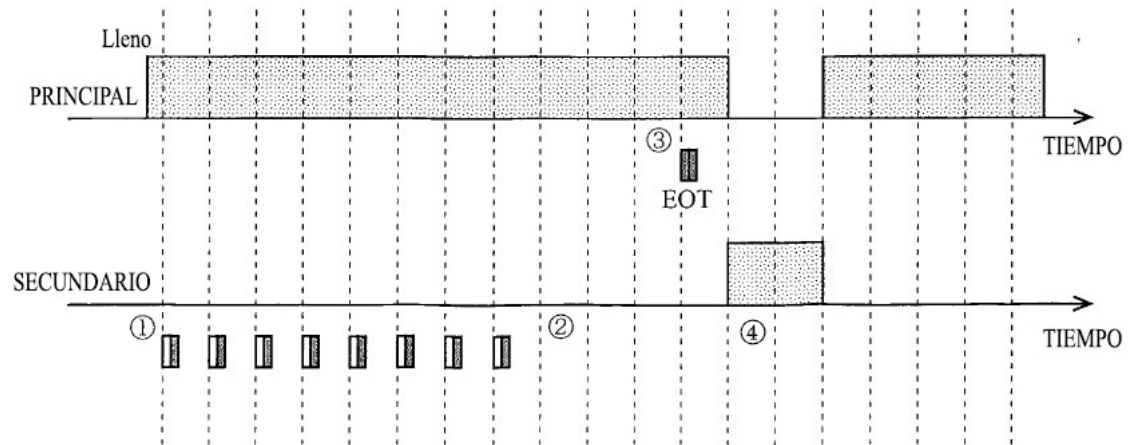 Lleno
PRINCIPAL
TIEMPO
③
EOT
SECUNDARIO
TIEMPO
① ② ④